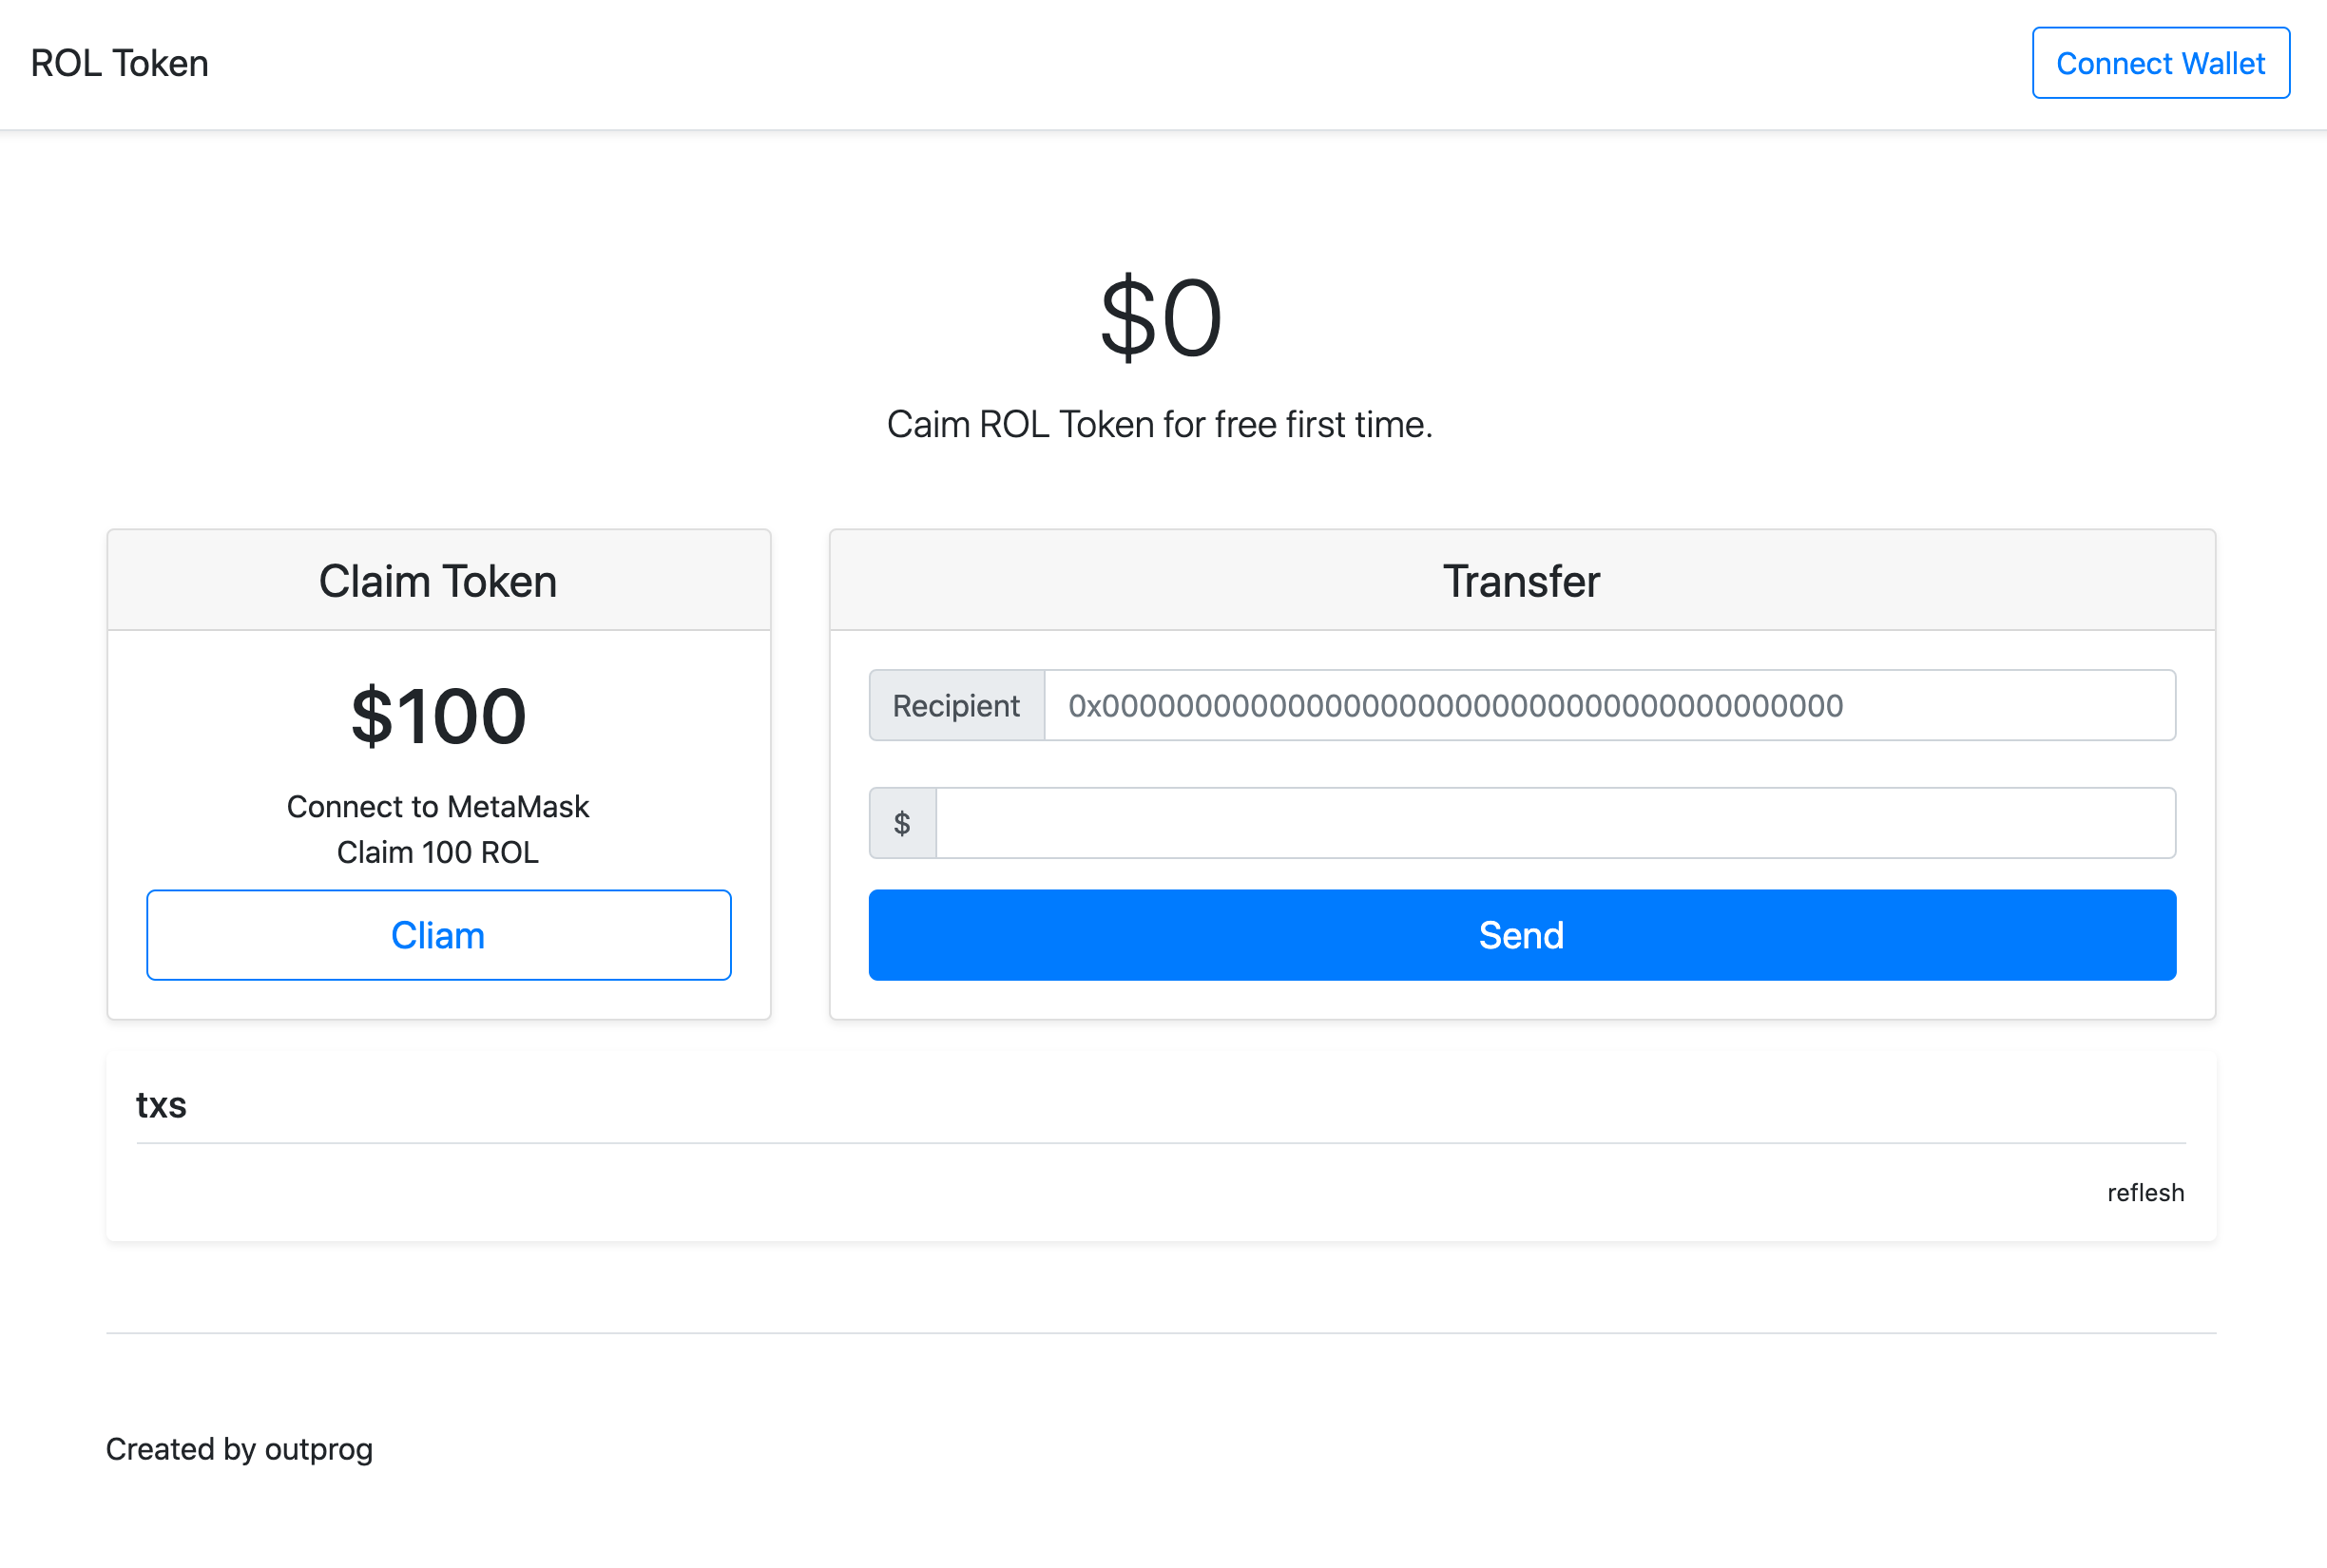 ROL Token
Connect Wallet
$0
Caim ROL Token for free first time.
Claim Token
$100
Connect to MetaMask
Claim 100 ROL
Cliam
Transfer
Recipient 0x0000000000000000000000000000000000000000
$
Send
txs
reflesh
Created by outprog